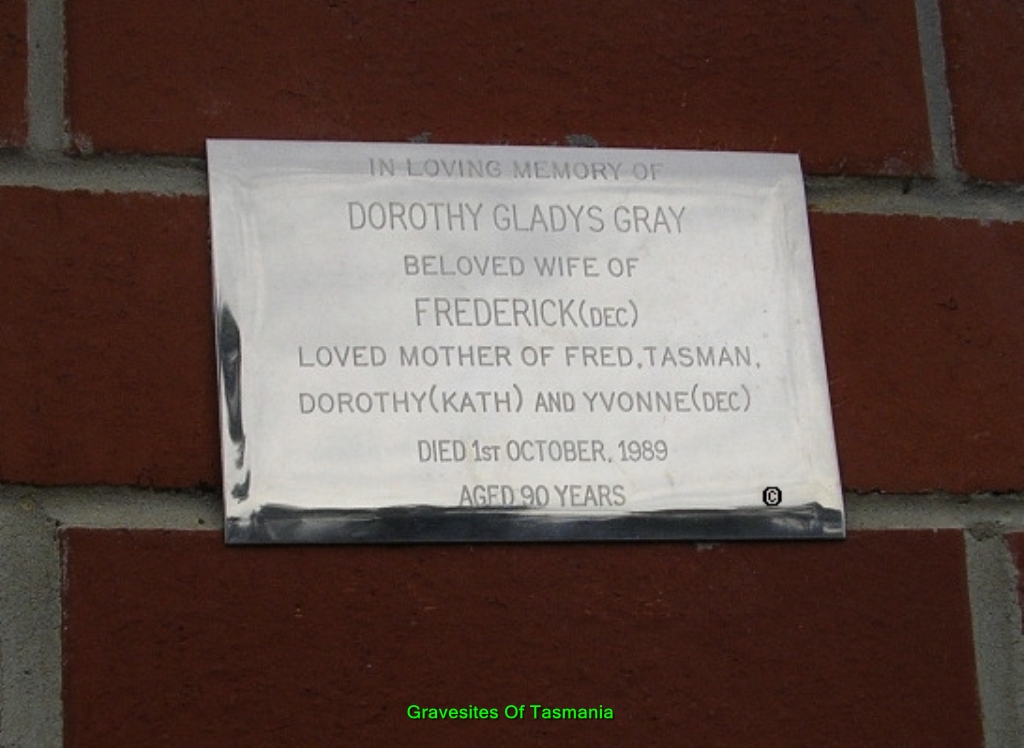 IN LOVING MEMORY OF
DOROTHY GLADYS GRAY
BELOVED WIFE OF
FREDERICK(DEC)
LOVED MOTHER OF FRED, TASMAN,
DOROTHY(KATH) AND YVONNE(DEC)
DIED 1ST OCTOBER, 1989
AGED 90 YEARS
©
Gravesites Of Tasmania